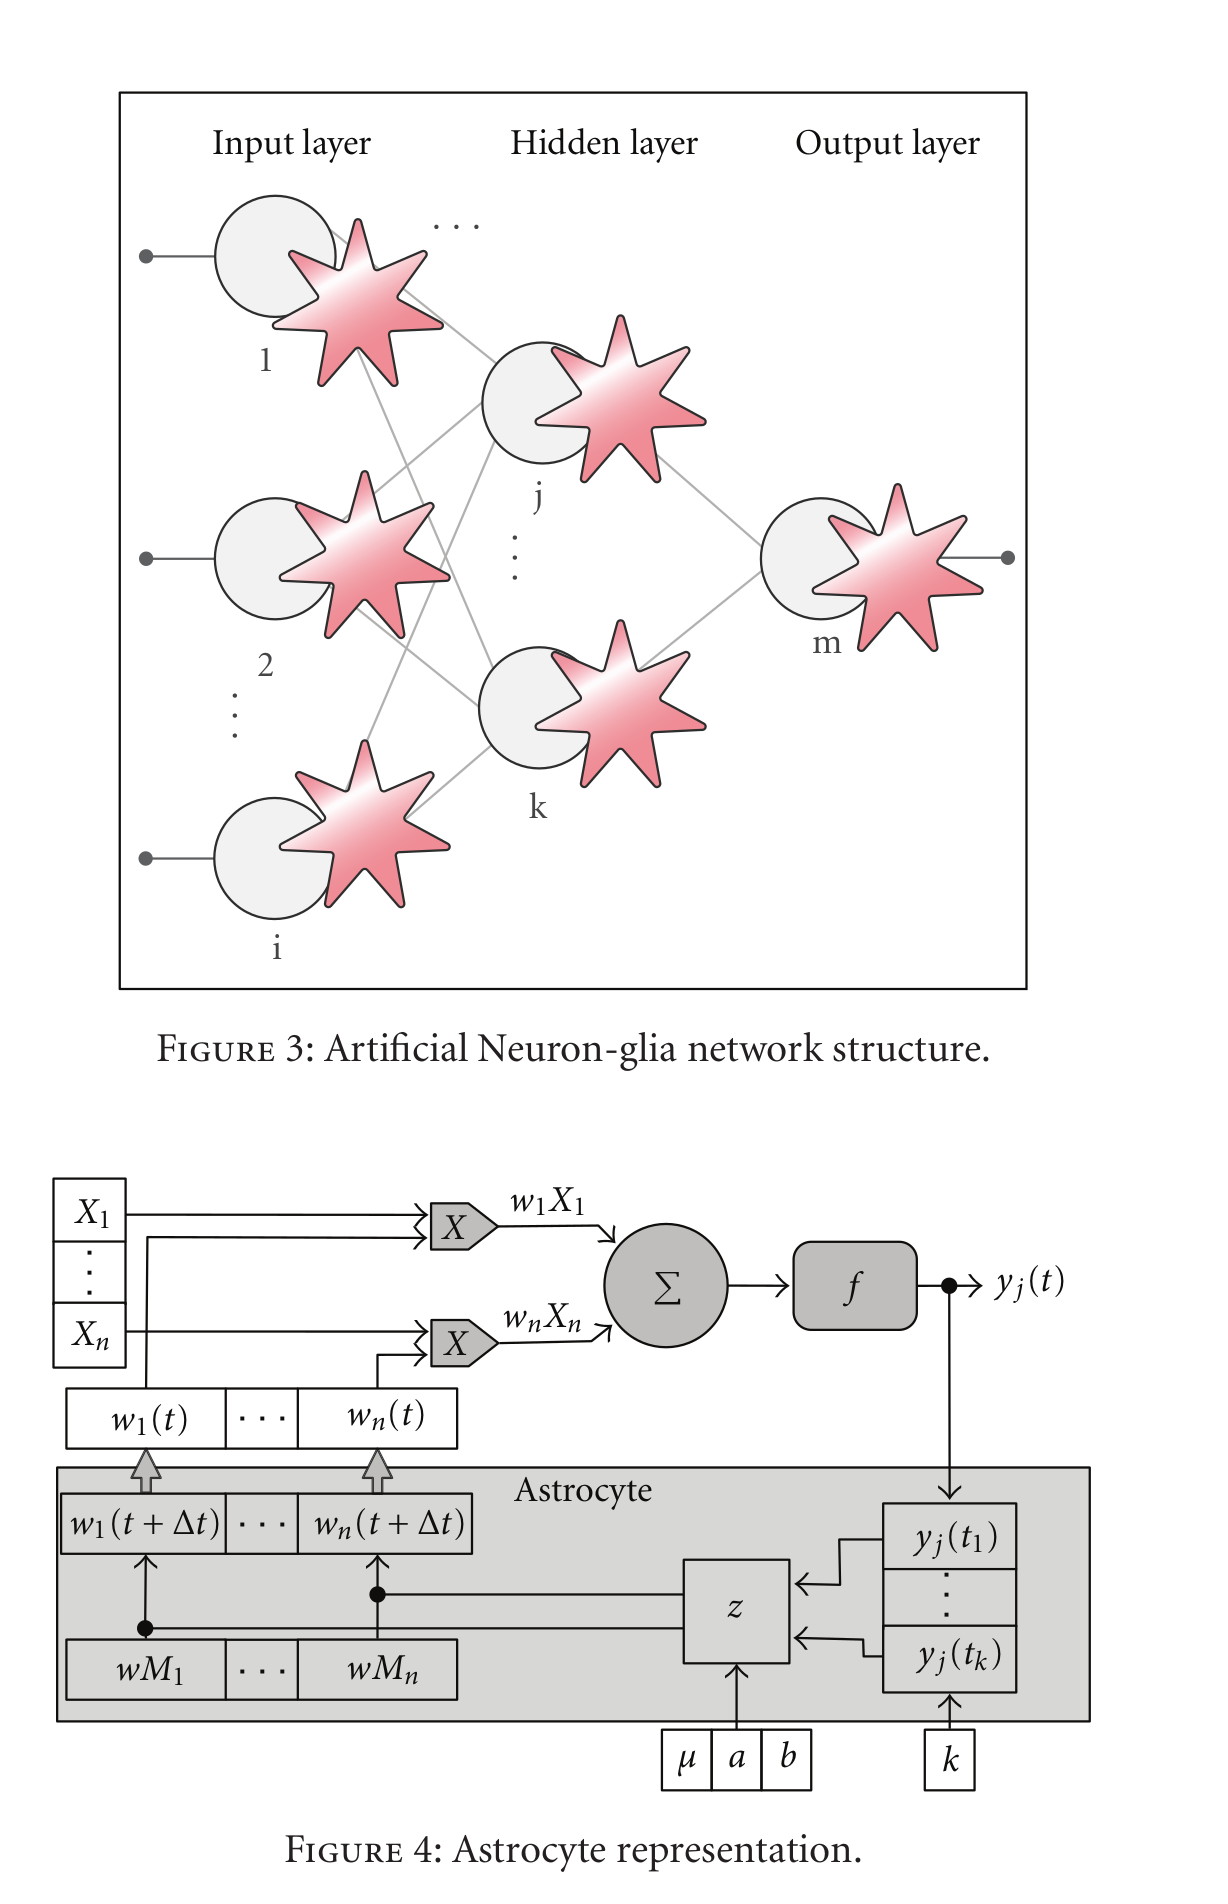 Input layer Hidden layer Output layer
. . .
1
j
2
m
k
i
FIGURE 3: Artificial Neuron-glia network structure.
X₁ X w₁X₁
⋮ Σ f yⱼ(t)
Xₙ X wₙXₙ
w₁(t) · · · wₙ(t)
Astrocyte
w₁(t + Δt) · · · wₙ(t + Δt) yⱼ(t₁)
z ⋮
wM₁ · · · wMₙ yⱼ(tₖ)
μ a b k
FIGURE 4: Astrocyte representation.